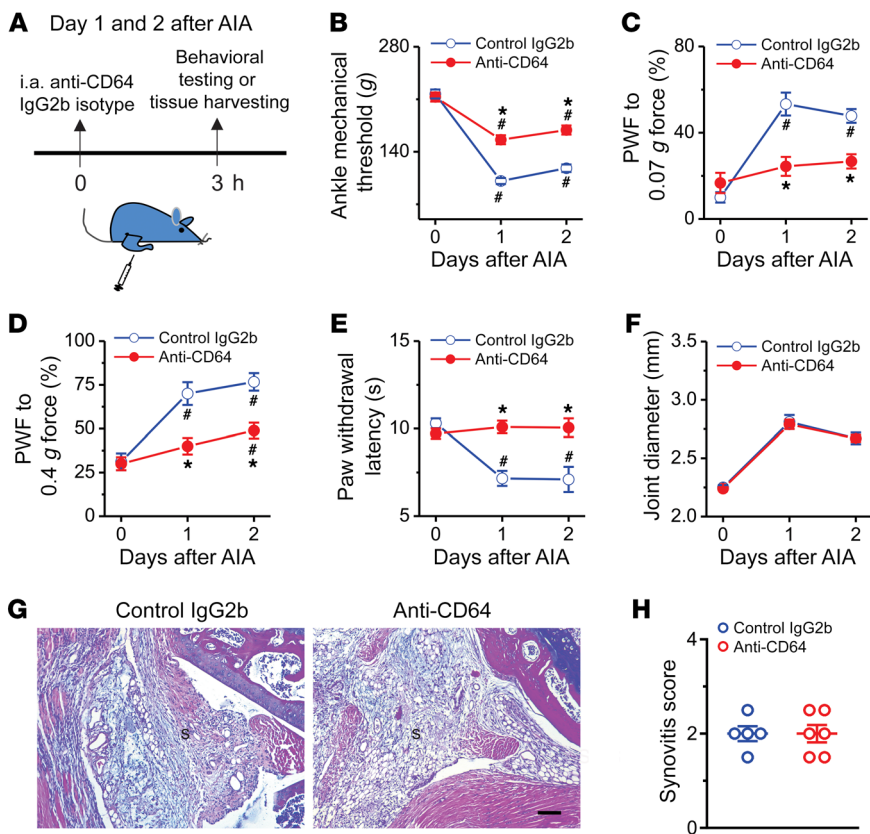 A Day 1 and 2 after AIA
i.a. anti-CD64
IgG2b isotype
Behavioral
testing or
tissue harvesting
0
3 h
B
Control IgG2b
Anti-CD64
Ankle mechanical
threshold (g)
280
140
*
#
*
#
#
#
0 1 2
Days after AIA
C
Control IgG2b
Anti-CD64
PWF to
0.07 g force (%)
80
40
0
#
#
*
*
0 1 2
Days after AIA
D
Control IgG2b
Anti-CD64
PWF to
0.4 g force (%)
100
75
50
25
0
#
#
*
#
*
0 1 2
Days after AIA
E
Control IgG2b
Anti-CD64
Paw withdrawal
latency (s)
15
10
5
*
*
#
#
0 1 2
Days after AIA
F
Control IgG2b
Anti-CD64
Joint diameter (mm)
3.5
3.0
2.5
2.0
0 1 2
Days after AIA
G
Control IgG2b
Anti-CD64
S
S
H
Control IgG2b
Anti-CD64
Synovitis score
4
2
0